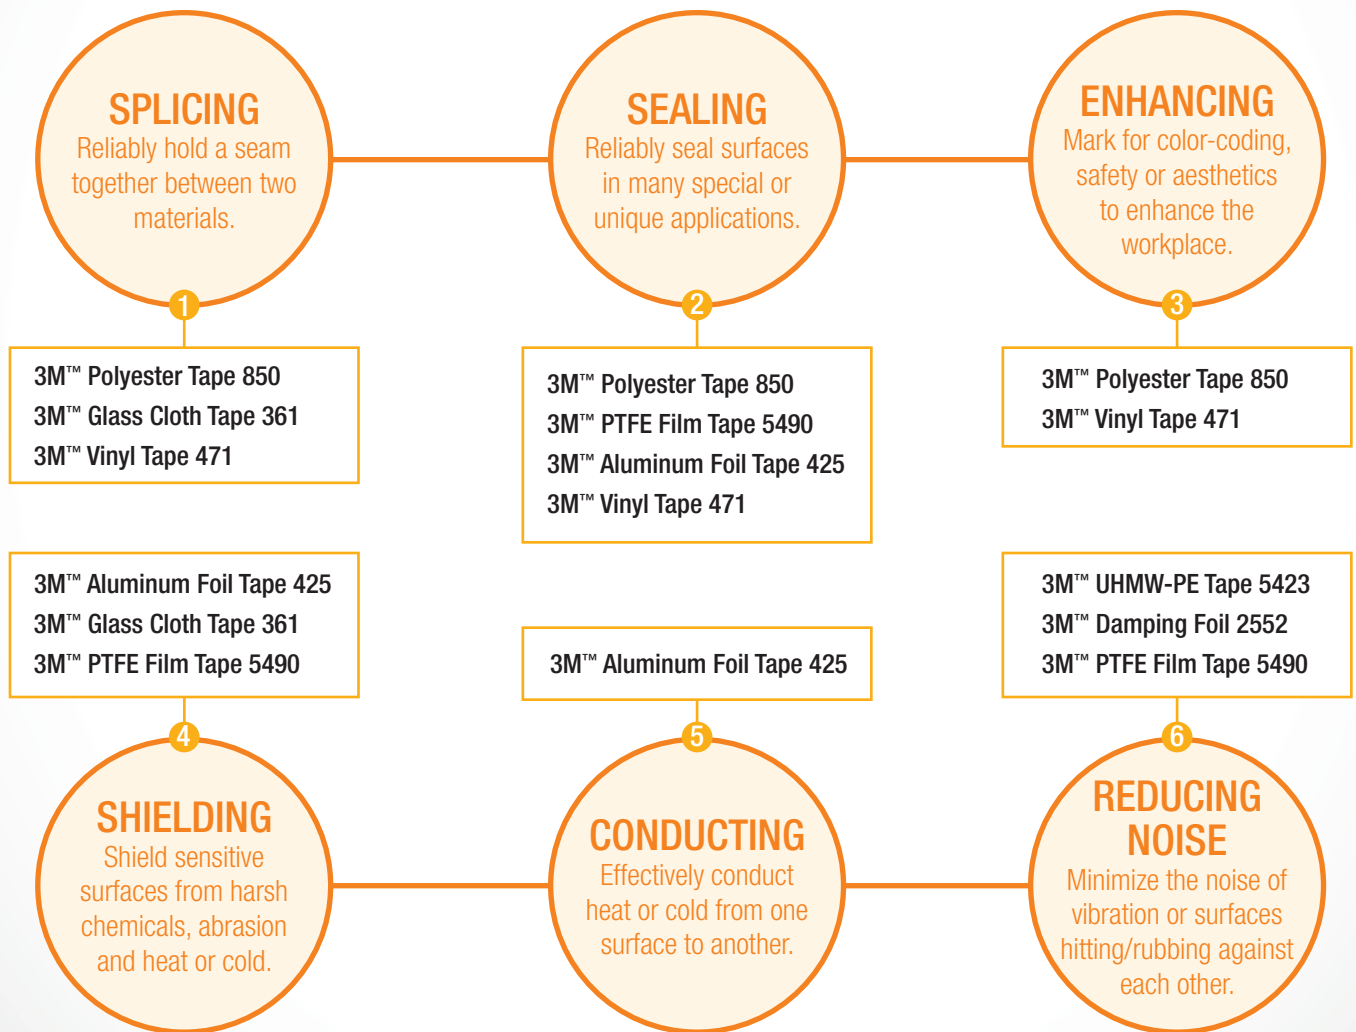 SPLICING
Reliably hold a seam
together between two
materials.
1
3M™ Polyester Tape 850
3M™ Glass Cloth Tape 361
3M™ Vinyl Tape 471
SEALING
Reliably seal surfaces
in many special or
unique applications.
2
3M™ Polyester Tape 850
3M™ PTFE Film Tape 5490
3M™ Aluminum Foil Tape 425
3M™ Vinyl Tape 471
ENHANCING
Mark for color-coding,
safety or aesthetics
to enhance the
workplace.
3
3M™ Polyester Tape 850
3M™ Vinyl Tape 471
3M™ Aluminum Foil Tape 425
3M™ Glass Cloth Tape 361
3M™ PTFE Film Tape 5490
4
SHIELDING
Shield sensitive
surfaces from harsh
chemicals, abrasion
and heat or cold.
3M™ Aluminum Foil Tape 425
5
CONDUCTING
Effectively conduct
heat or cold from one
surface to another.
3M™ UHMW-PE Tape 5423
3M™ Damping Foil 2552
3M™ PTFE Film Tape 5490
6
REDUCING
NOISE
Minimize the noise of
vibration or surfaces
hitting/rubbing against
each other.